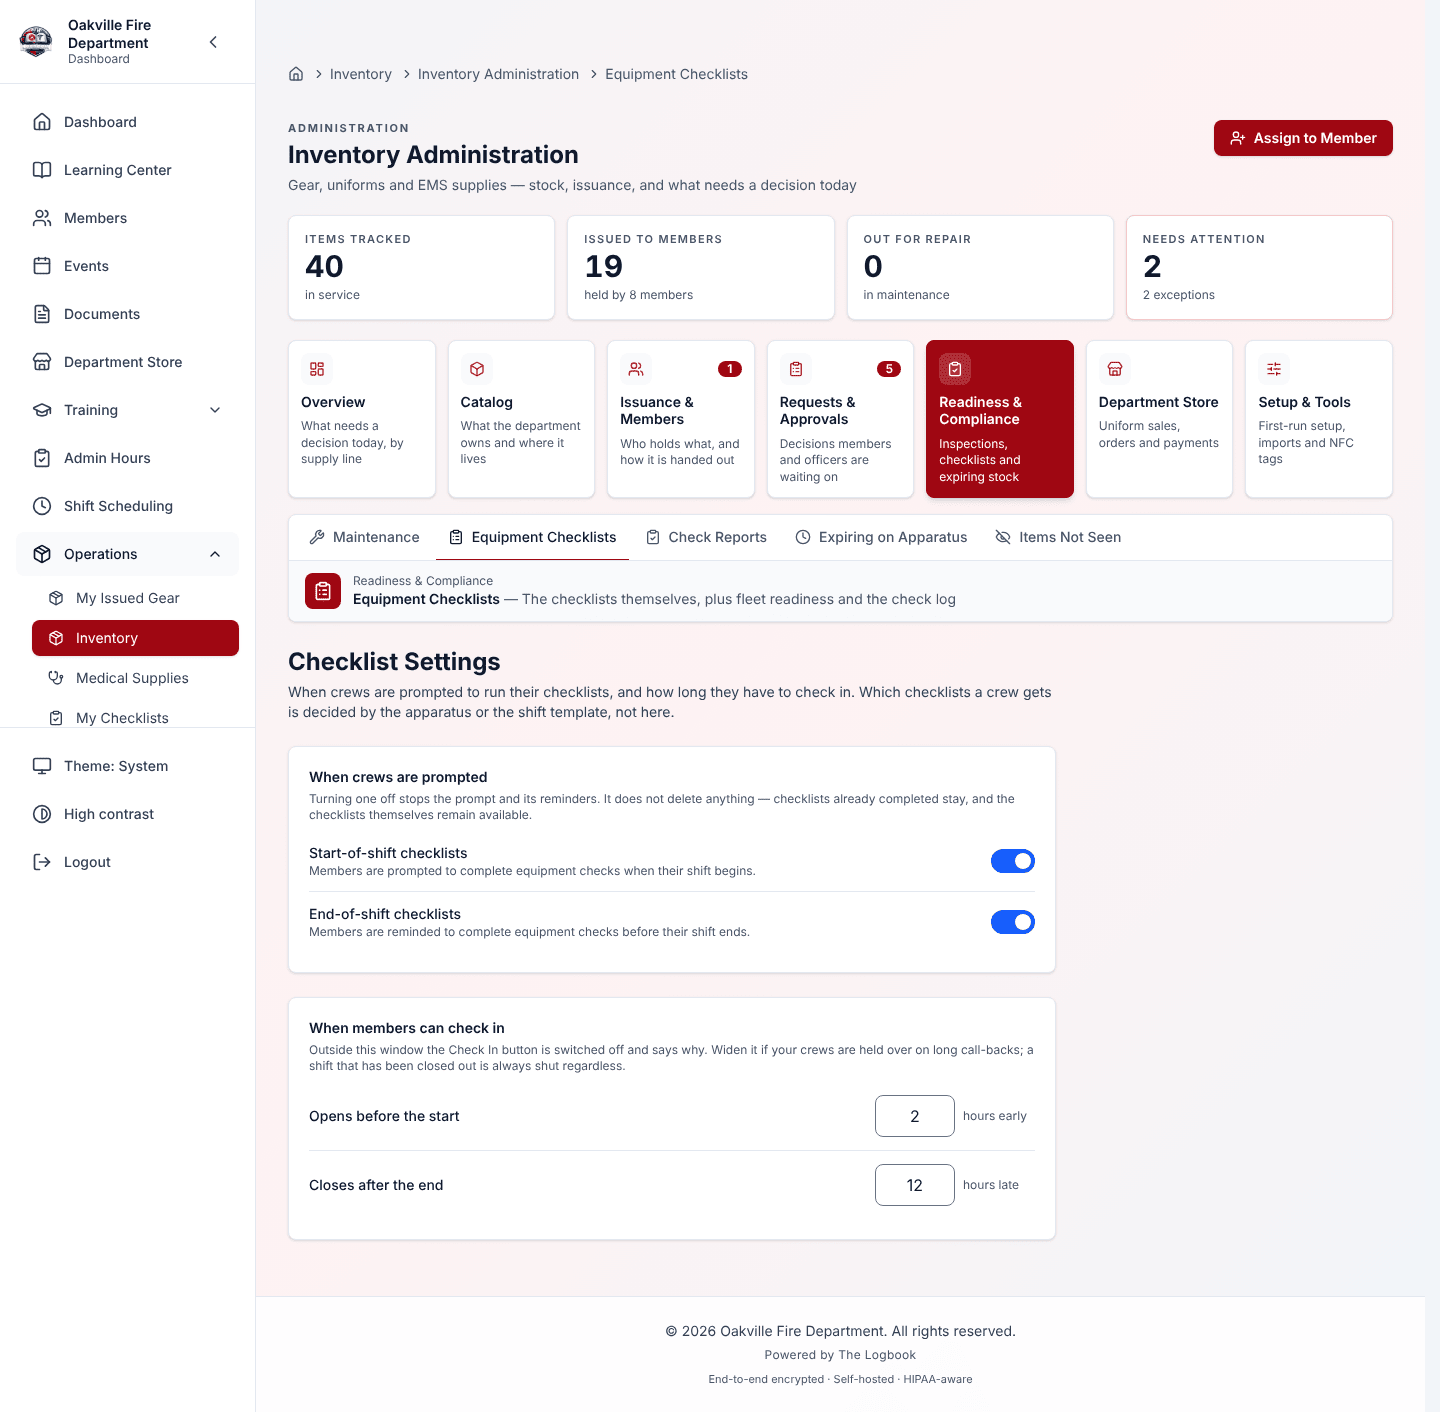 Oakville Fire
Department
Dashboard
Dashboard
Learning Center
Members
Events
Documents
Department Store
Training
Admin Hours
Shift Scheduling
Operations
My Issued Gear
Inventory
Medical Supplies
My Checklists
Theme: System
High contrast
Logout
Inventory
Inventory Administration
Equipment Checklists
ADMINISTRATION
Inventory Administration
Gear, uniforms and EMS supplies — stock, issuance, and what needs a decision today
Assign to Member
ITEMS TRACKED
40
in service
ISSUED TO MEMBERS
19
held by 8 members
OUT FOR REPAIR
0
in maintenance
NEEDS ATTENTION
2
2 exceptions
Overview
What needs a
decision today, by
supply line
Catalog
What the department
owns and where it
lives
1
Issuance &
Members
Who holds what, and
how it is handed out
5
Requests &
Approvals
Decisions members
and officers are
waiting on
Readiness &
Compliance
Inspections,
checklists and
expiring stock
Department Store
Uniform sales,
orders and payments
Setup & Tools
First-run setup,
imports and NFC
tags
Maintenance
Equipment Checklists
Check Reports
Expiring on Apparatus
Items Not Seen
Readiness & Compliance
Equipment Checklists — The checklists themselves, plus fleet readiness and the check log
Checklist Settings
When crews are prompted to run their checklists, and how long they have to check in. Which checklists a crew gets
is decided by the apparatus or the shift template, not here.
When crews are prompted
Turning one off stops the prompt and its reminders. It does not delete anything — checklists already completed stay, and the
checklists themselves remain available.
Start-of-shift checklists
Members are prompted to complete equipment checks when their shift begins.
End-of-shift checklists
Members are reminded to complete equipment checks before their shift ends.
When members can check in
Outside this window the Check In button is switched off and says why. Widen it if your crews are held over on long call-backs; a
shift that has been closed out is always shut regardless.
Opens before the start
2
hours early
Closes after the end
12
hours late
© 2026 Oakville Fire Department. All rights reserved.
Powered by The Logbook
End-to-end encrypted · Self-hosted · HIPAA-aware